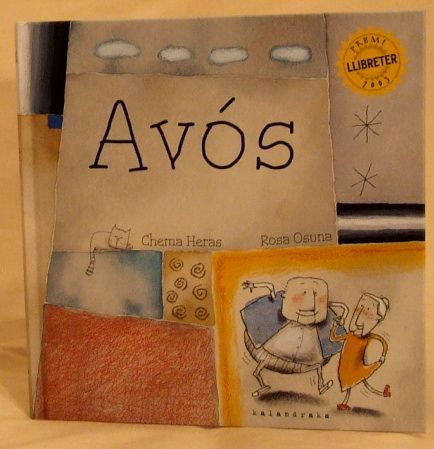 PREMI
LLIBRETER
2003
Avós
Chema Heras Rosa Osuna
kalandraka